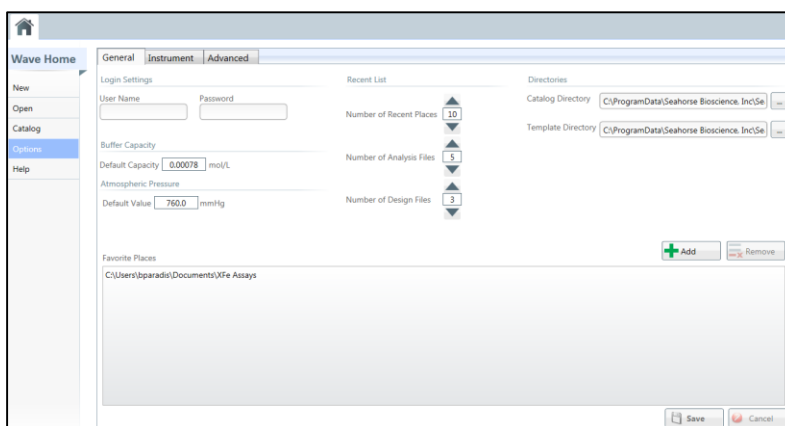 Wave Home
New
Open
Catalog
Options
Help
General Instrument Advanced
Login Settings
User Name Password
Buffer Capacity
Default Capacity 0.00078 mol/L
Atmospheric Pressure
Default Value 760.0 mmHg
Recent List
Number of Recent Places 10
Number of Analysis Files 5
Number of Design Files 3
Directories
Catalog Directory C:\ProgramData\Seahorse Bioscience, Inc\Se ...
Template Directory C:\ProgramData\Seahorse Bioscience, Inc\Se ...
Add Remove
Favorite Places
C:\Users\bparadis\Documents\XFe Assays
Save Cancel